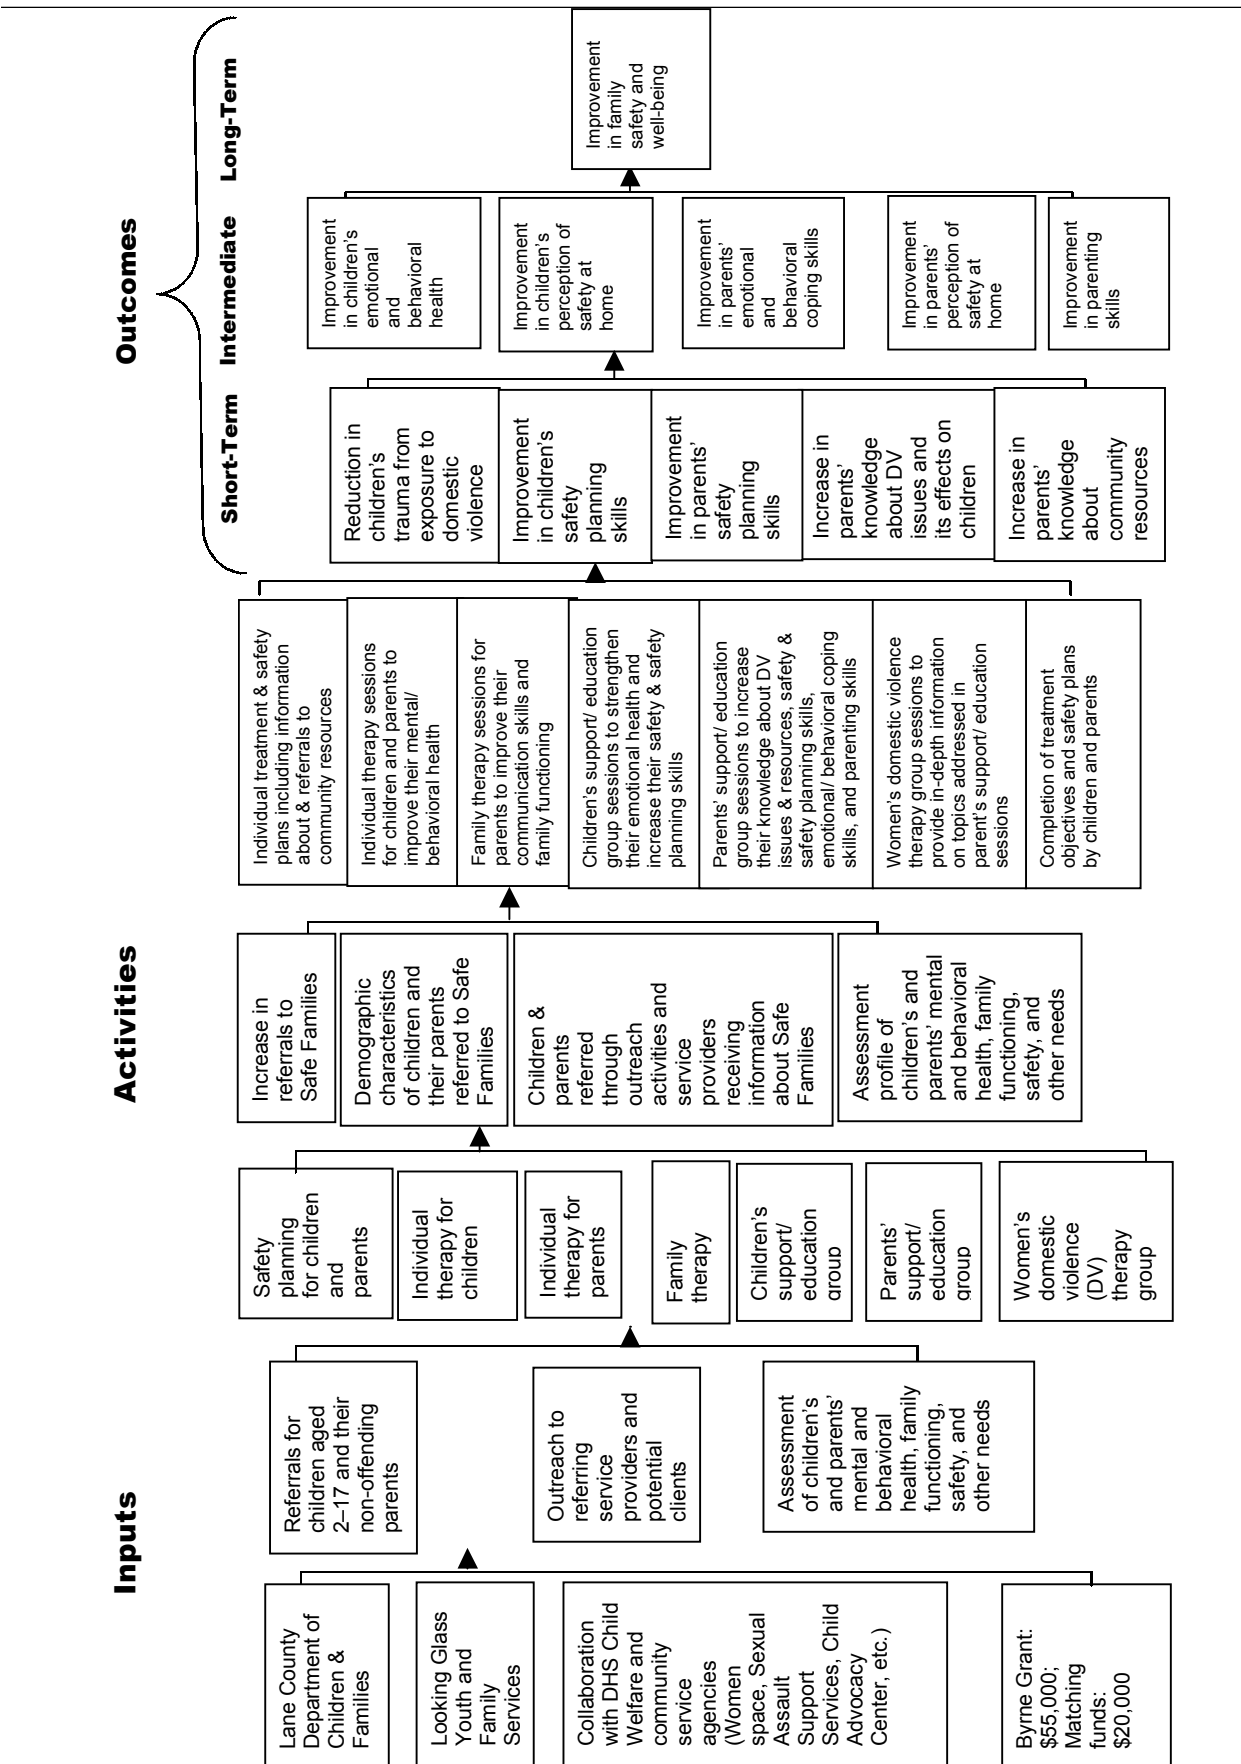 Inputs
Activities
Outcomes
Short-Term
Intermediate
Long-Term
Lane County
Department of
Children &
Families
Looking Glass
Youth and
Family
Services
Collaboration
with DHS Child
Welfare and
community
service
agencies
(Women
space, Sexual
Assault
Support
Services, Child
Advocacy
Center, etc.)
Byrne Grant:
$55,000;
Matching
funds:
$20,000
Referrals for
children aged
2–17 and their
non-offending
parents
Outreach to
referring
service
providers and
potential
clients
Assessment
of children's
and parents'
mental and
behavioral
health, family
functioning,
safety, and
other needs
Safety
planning
for children
and
parents
Individual
therapy for
children
Individual
therapy for
parents
Family
therapy
Children's
support/
education
group
Parents'
support/
education
group
Women's
domestic
violence
(DV)
therapy
group
Increase in
referrals to
Safe Families
Demographic
characteristics
of children and
their parents
referred to Safe
Families
Children &
parents
referred
through
outreach
activities and
service
providers
receiving
information
about Safe
Families
Assessment
profile of
children's and
parents' mental
and behavioral
health, family
functioning,
safety, and
other needs
Individual treatment & safety
plans including information
about & referrals to
community resources
Individual therapy sessions
for children and parents to
improve their mental/
behavioral health
Family therapy sessions for
parents to improve their
communication skills and
family functioning
Children's support/ education
group sessions to strengthen
their emotional health and
increase their safety & safety
planning skills
Parents' support/ education
group sessions to increase
their knowledge about DV
issues & resources, safety &
safety planning skills,
emotional/ behavioral coping
skills, and parenting skills
Women's domestic violence
therapy group sessions to
provide in-depth information
on topics addressed in
parent's support/ education
sessions
Completion of treatment
objectives and safety plans
by children and parents
Reduction in
children's
trauma from
exposure to
domestic
violence
Improvement
in children's
safety
planning
skills
Improvement
in parents'
safety
planning
skills
Increase in
parents'
knowledge
about DV
issues and
its effects on
children
Increase in
parents'
knowledge
about
community
resources
Improvement
in children's
emotional
and
behavioral
health
Improvement
in children's
perception of
safety at
home
Improvement
in parents'
emotional
and
behavioral
coping skills
Improvement
in parents'
perception of
safety at
home
Improvement
in parenting
skills
Improvement
in family
safety and
well-being